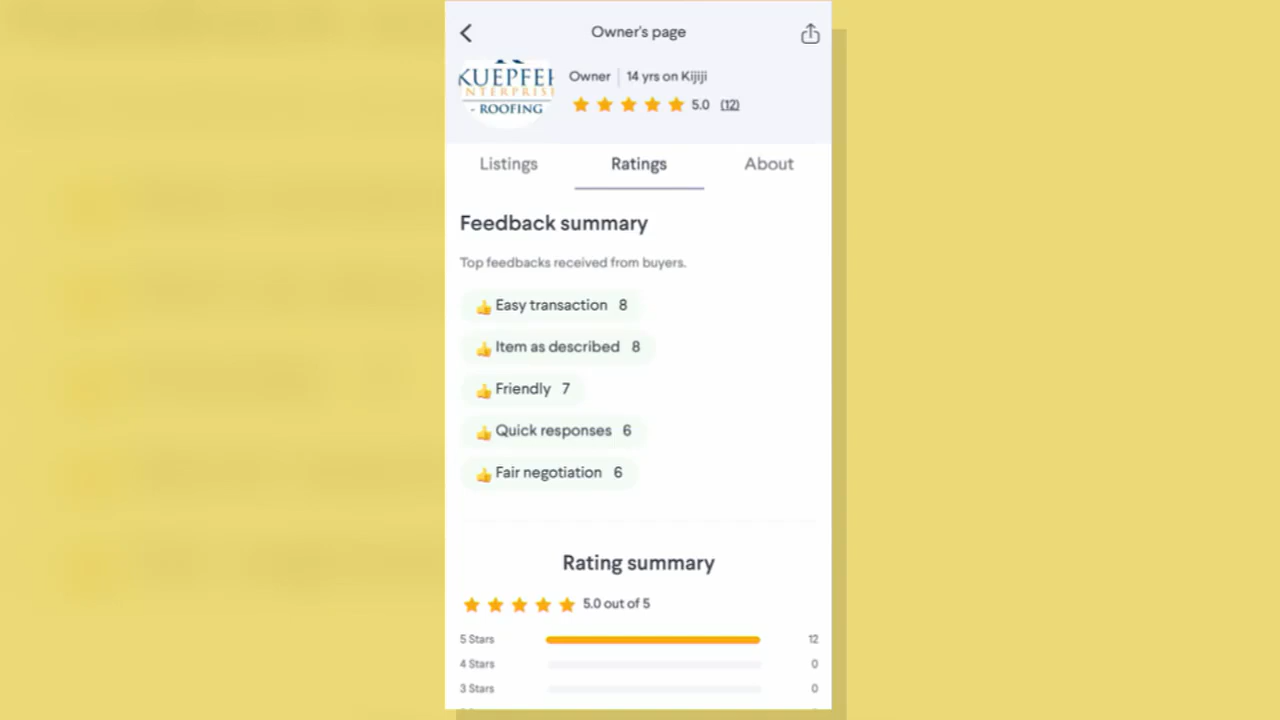 Owner's page
KUEPFER
NTERPRIS
- ROOFING
Owner
14 yrs on Kijiji
5.0 (12)
Listings
Ratings
About
Feedback summary
Top feedbacks received from buyers.
👍 Easy transaction 8
👍 Item as described 8
👍 Friendly 7
👍 Quick responses 6
👍 Fair negotiation 6
Rating summary
5.0 out of 5
5 Stars 12
4 Stars 0
3 Stars 0